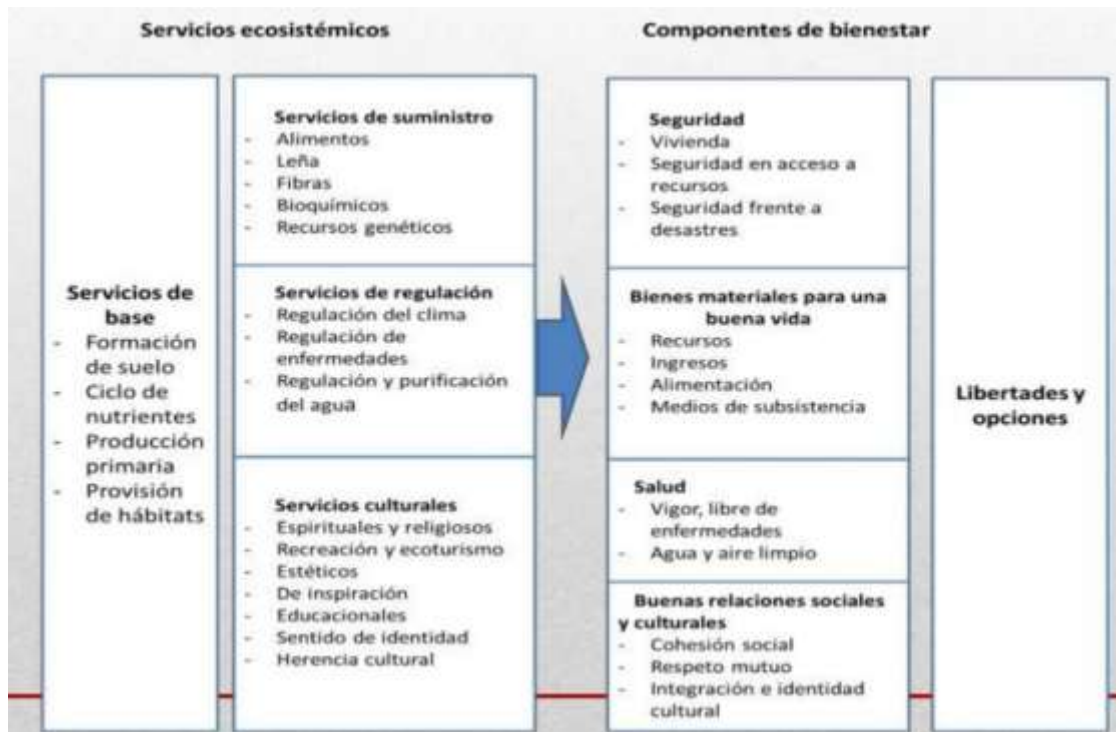 Servicios ecosistémicos
Componentes de bienestar
Servicios de
base
- Formación
de suelo
- Ciclo de
nutrientes
- Producción
primaria
- Provisión
de hábitats
Servicios de suministro
- Alimentos
- Leña
- Fibras
- Bioquímicos
- Recursos genéticos
Servicios de regulación
- Regulación del clima
- Regulación de
enfermedades
- Regulación y purificación
del agua
Servicios culturales
- Espirituales y religiosos
- Recreación y ecoturismo
- Estéticos
- De inspiración
- Educacionales
- Sentido de identidad
- Herencia cultural
Seguridad
- Vivienda
- Seguridad en acceso a
recursos
- Seguridad frente a
desastres
Bienes materiales para una
buena vida
- Recursos
- Ingresos
- Alimentación
- Medios de subsistencia
Salud
- Vigor, libre de
enfermedades
- Agua y aire limpio
Buenas relaciones sociales
y culturales
- Cohesión social
- Respeto mutuo
- Integración e identidad
cultural
Libertades y
opciones